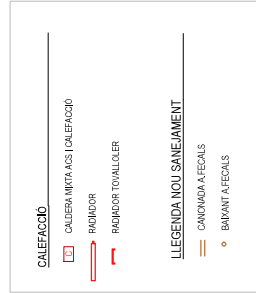 CALEFACCIÓ
C CALDERA MIXTA ACS I CALEFACCIÓ
RADIADOR
RADIADOR TOVALLOLER
LLEGENDA NOU SANEJAMENT
CANONADA A.FECALS
BAIXANT A.FECALS